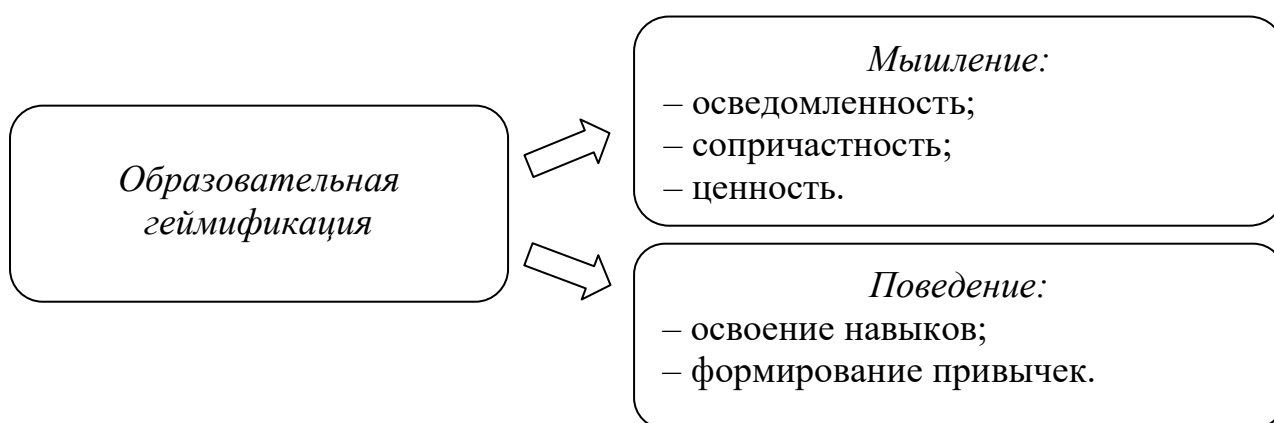 Образовательная
геймификация
Мышление:
– осведомленность;
– сопричастность;
– ценность.
Поведение:
– освоение навыков;
– формирование привычек.